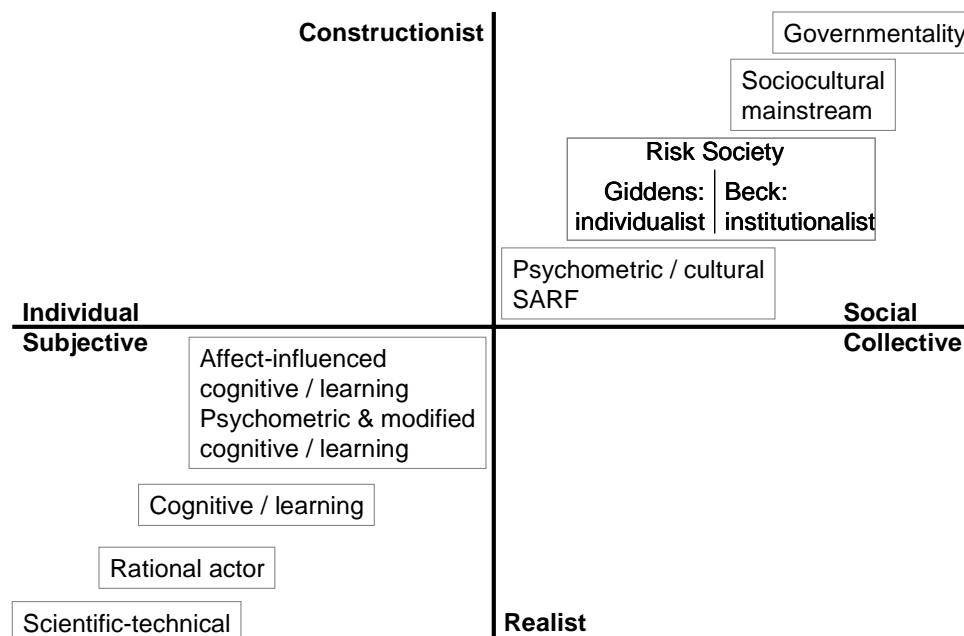 Constructionist
Governmentality
Sociocultural
mainstream
Risk Society
Giddens: Beck:
individualist institutionalist
Psychometric / cultural
SARF
Individual Social
Subjective Collective
Affect-influenced
cognitive / learning
Psychometric & modified
cognitive / learning
Cognitive / learning
Rational actor
Scientific-technical
Realist